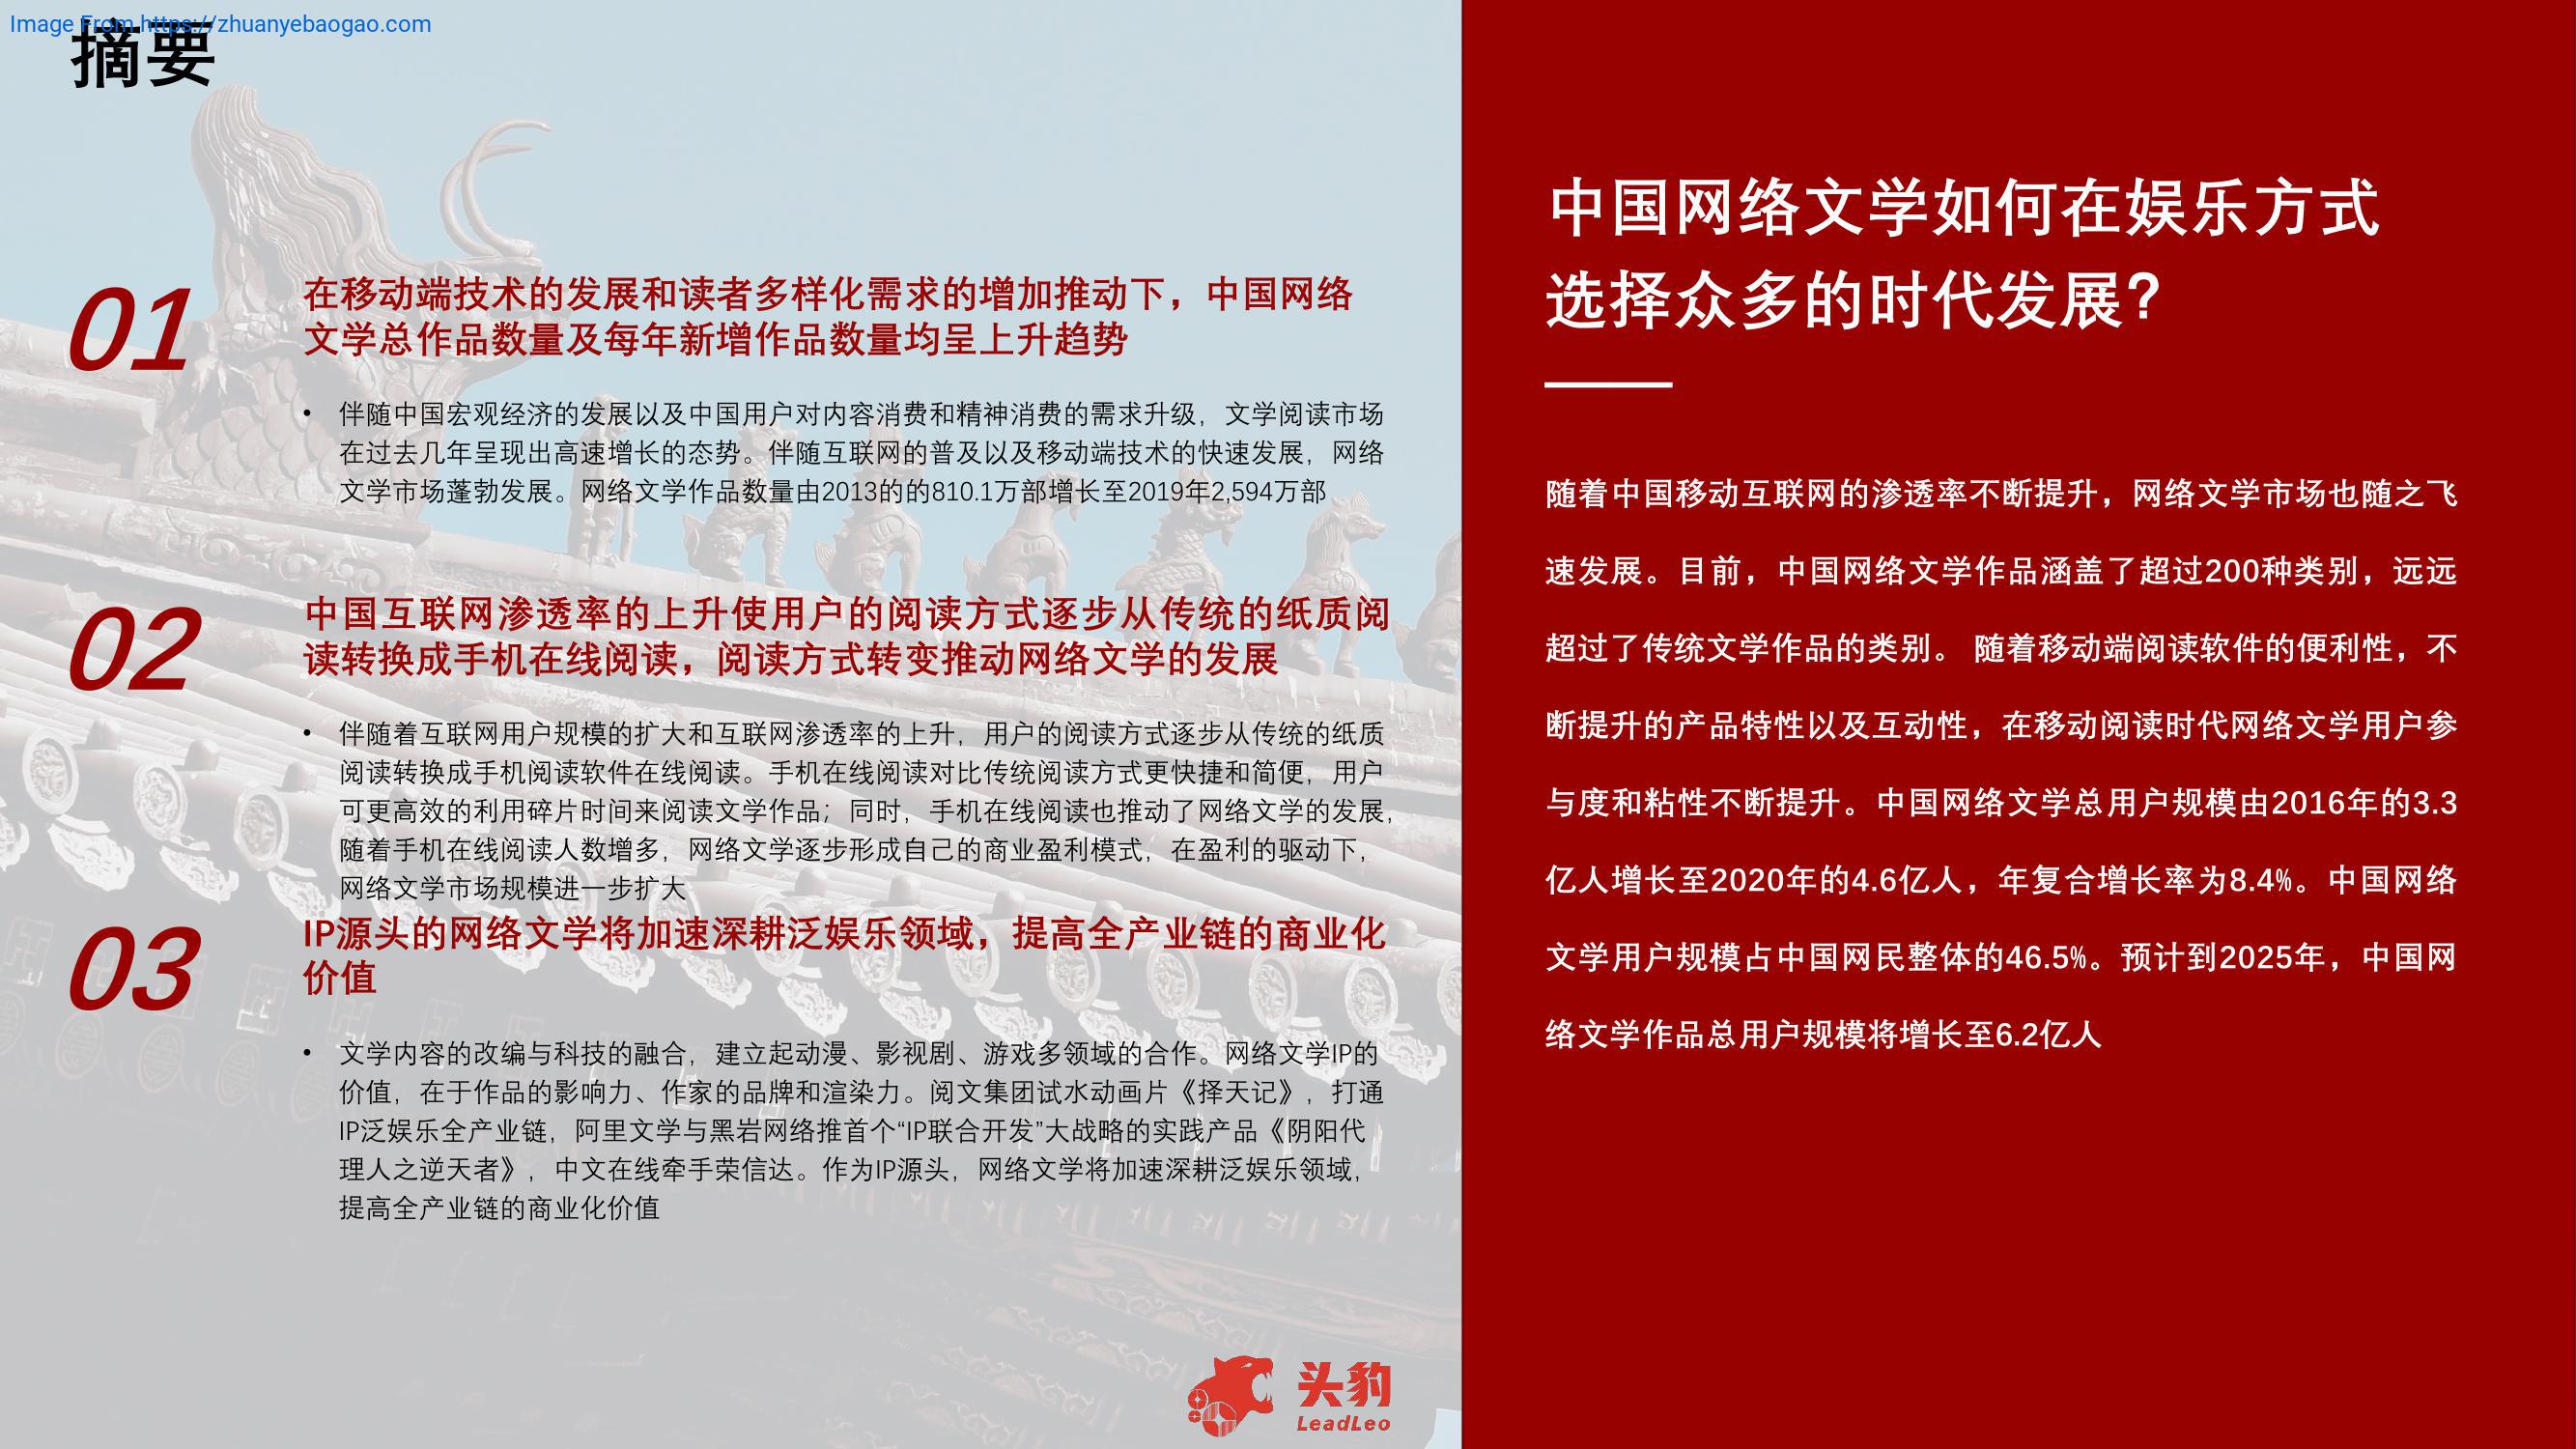 Image From https://zhuanyebaogao.com
摘要
01
在移动端技术的发展和读者多样化需求的增加推动下，中国网络
文学总作品数量及每年新增作品数量均呈上升趋势
• 伴随中国宏观经济的发展以及中国用户对内容消费和精神消费的需求升级，文学阅读市场
在过去几年呈现出高速增长的态势。伴随互联网的普及以及移动端技术的快速发展，网络
文学市场蓬勃发展。网络文学作品数量由2013的的810.1万部增长至2019年2,594万部
02
中国互联网渗透率的上升使用户的阅读方式逐步从传统的纸质阅
读转换成手机在线阅读，阅读方式转变推动网络文学的发展
• 伴随着互联网用户规模的扩大和互联网渗透率的上升，用户的阅读方式逐步从传统的纸质
阅读转换成手机阅读软件在线阅读。手机在线阅读对比传统阅读方式更快捷和简便，用户
可更高效的利用碎片时间来阅读文学作品；同时，手机在线阅读也推动了网络文学的发展，
随着手机在线阅读人数增多，网络文学逐步形成自己的商业盈利模式，在盈利的驱动下，
网络文学市场规模进一步扩大
03
IP源头的网络文学将加速深耕泛娱乐领域，提高全产业链的商业化
价值
• 文学内容的改编与科技的融合，建立起动漫、影视剧、游戏多领域的合作。网络文学IP的
价值，在于作品的影响力、作家的品牌和渲染力。阅文集团试水动画片《择天记》，打通
IP泛娱乐全产业链，阿里文学与黑岩网络推首个“IP联合开发”大战略的实践产品《阴阳代
理人之逆天者》，中文在线牵手荣信达。作为IP源头，网络文学将加速深耕泛娱乐领域，
提高全产业链的商业化价值
头豹
LeadLeo
中国网络文学如何在娱乐方式
选择众多的时代发展?
随着中国移动互联网的渗透率不断提升，网络文学市场也随之飞
速发展。目前，中国网络文学作品涵盖了超过200种类别，远远
超过了传统文学作品的类别。 随着移动端阅读软件的便利性，不
断提升的产品特性以及互动性，在移动阅读时代网络文学用户参
与度和粘性不断提升。中国网络文学总用户规模由2016年的3.3
亿人增长至2020年的4.6亿人，年复合增长率为8.4%。中国网络
文学用户规模占中国网民整体的46.5%。预计到2025年，中国网
络文学作品总用户规模将增长至6.2亿人